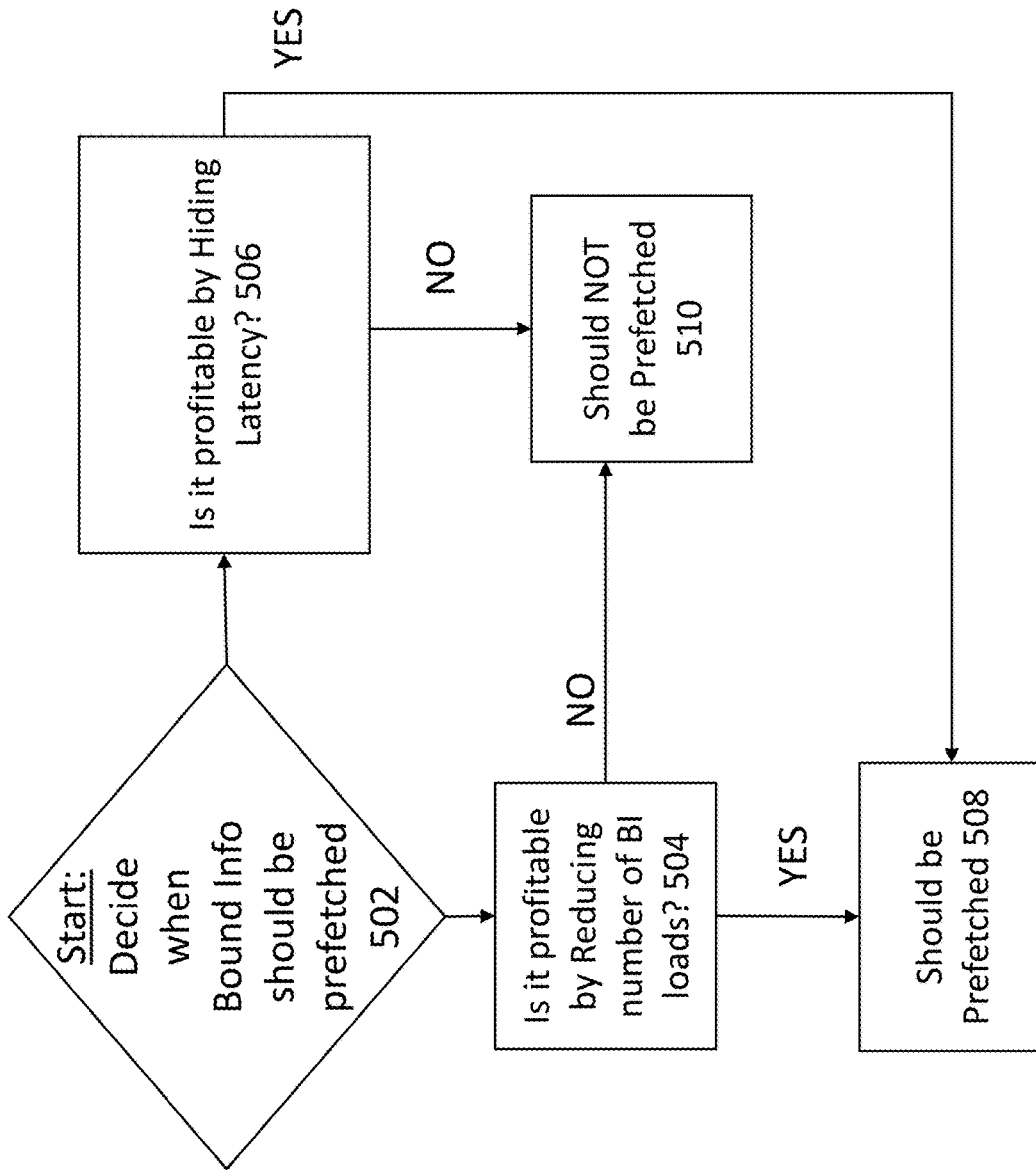 Start:
Decide
when
Bound Info
should be
prefetched
502
Is it profitable by Hiding
Latency? 506
YES
NO
Is it profitable
by Reducing
number of BI
loads? 504
NO
YES
Should NOT
be Prefetched
510
Should be
Prefetched 508